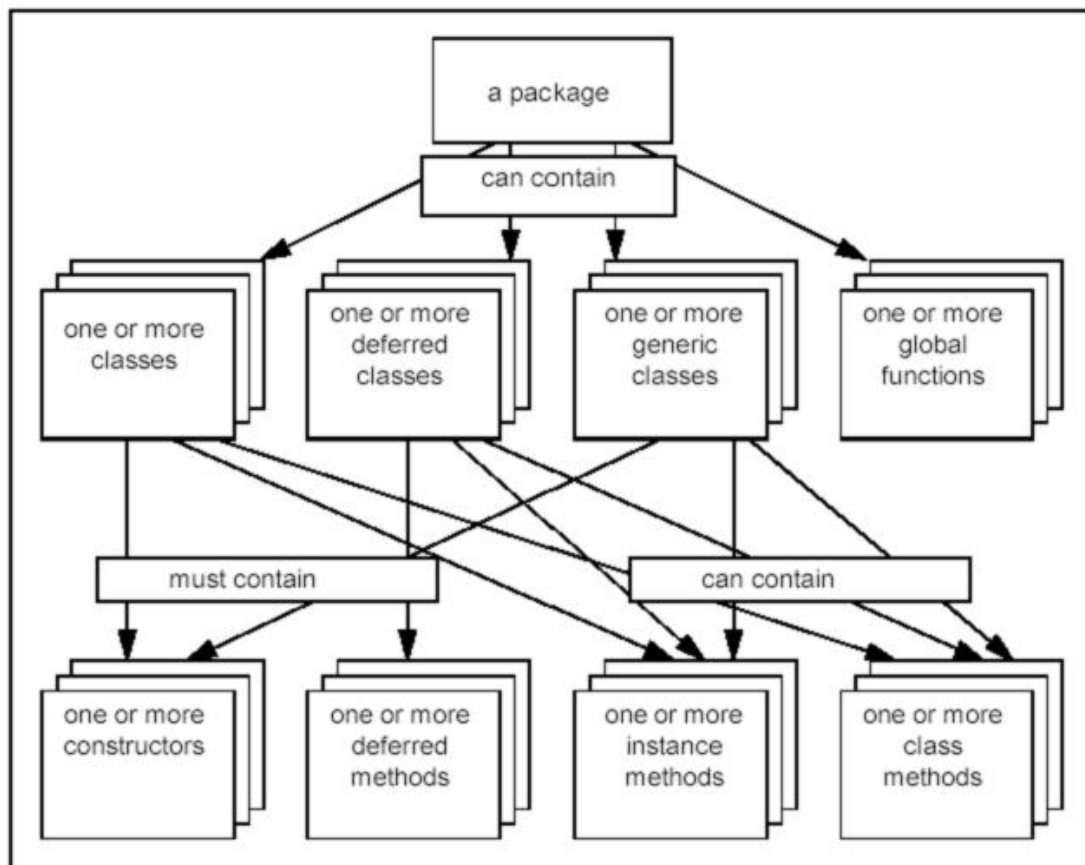 a package
can contain
one or more
classes
one or more
deferred
classes
one or more
generic
classes
one or more
global
functions
must contain
can contain
one or more
constructors
one or more
deferred
methods
one or more
instance
methods
one or more
class
methods